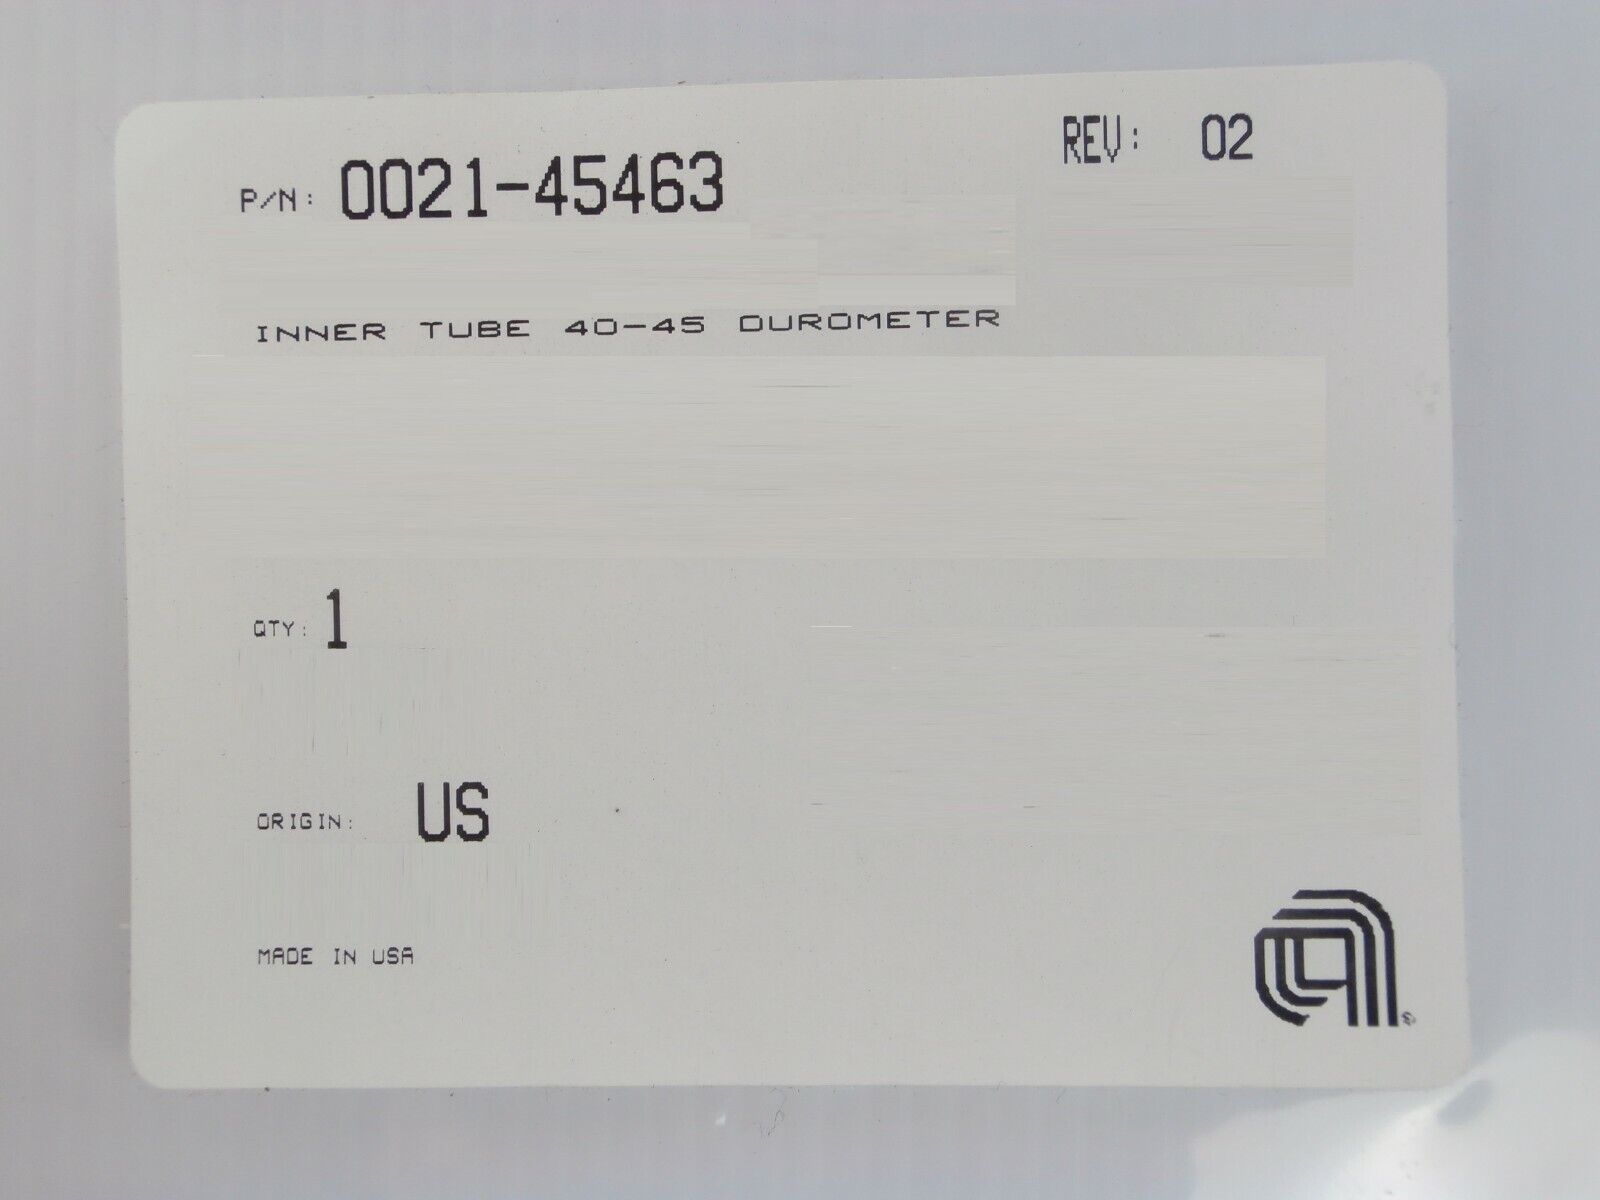 P/N: 0021-45463
REV: 02
INNER TUBE 40-45 DUROMETER
QTY: 1
ORIGIN: US
MADE IN USA